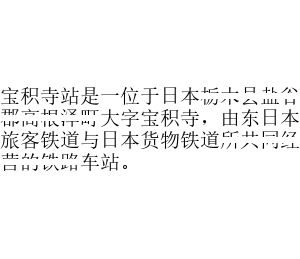 宝积寺站是一位于日本栃木县盐谷
郡高根泽町大字宝积寺，由东日本
旅客铁道与日本货物铁道所共同经
营的铁路车站。